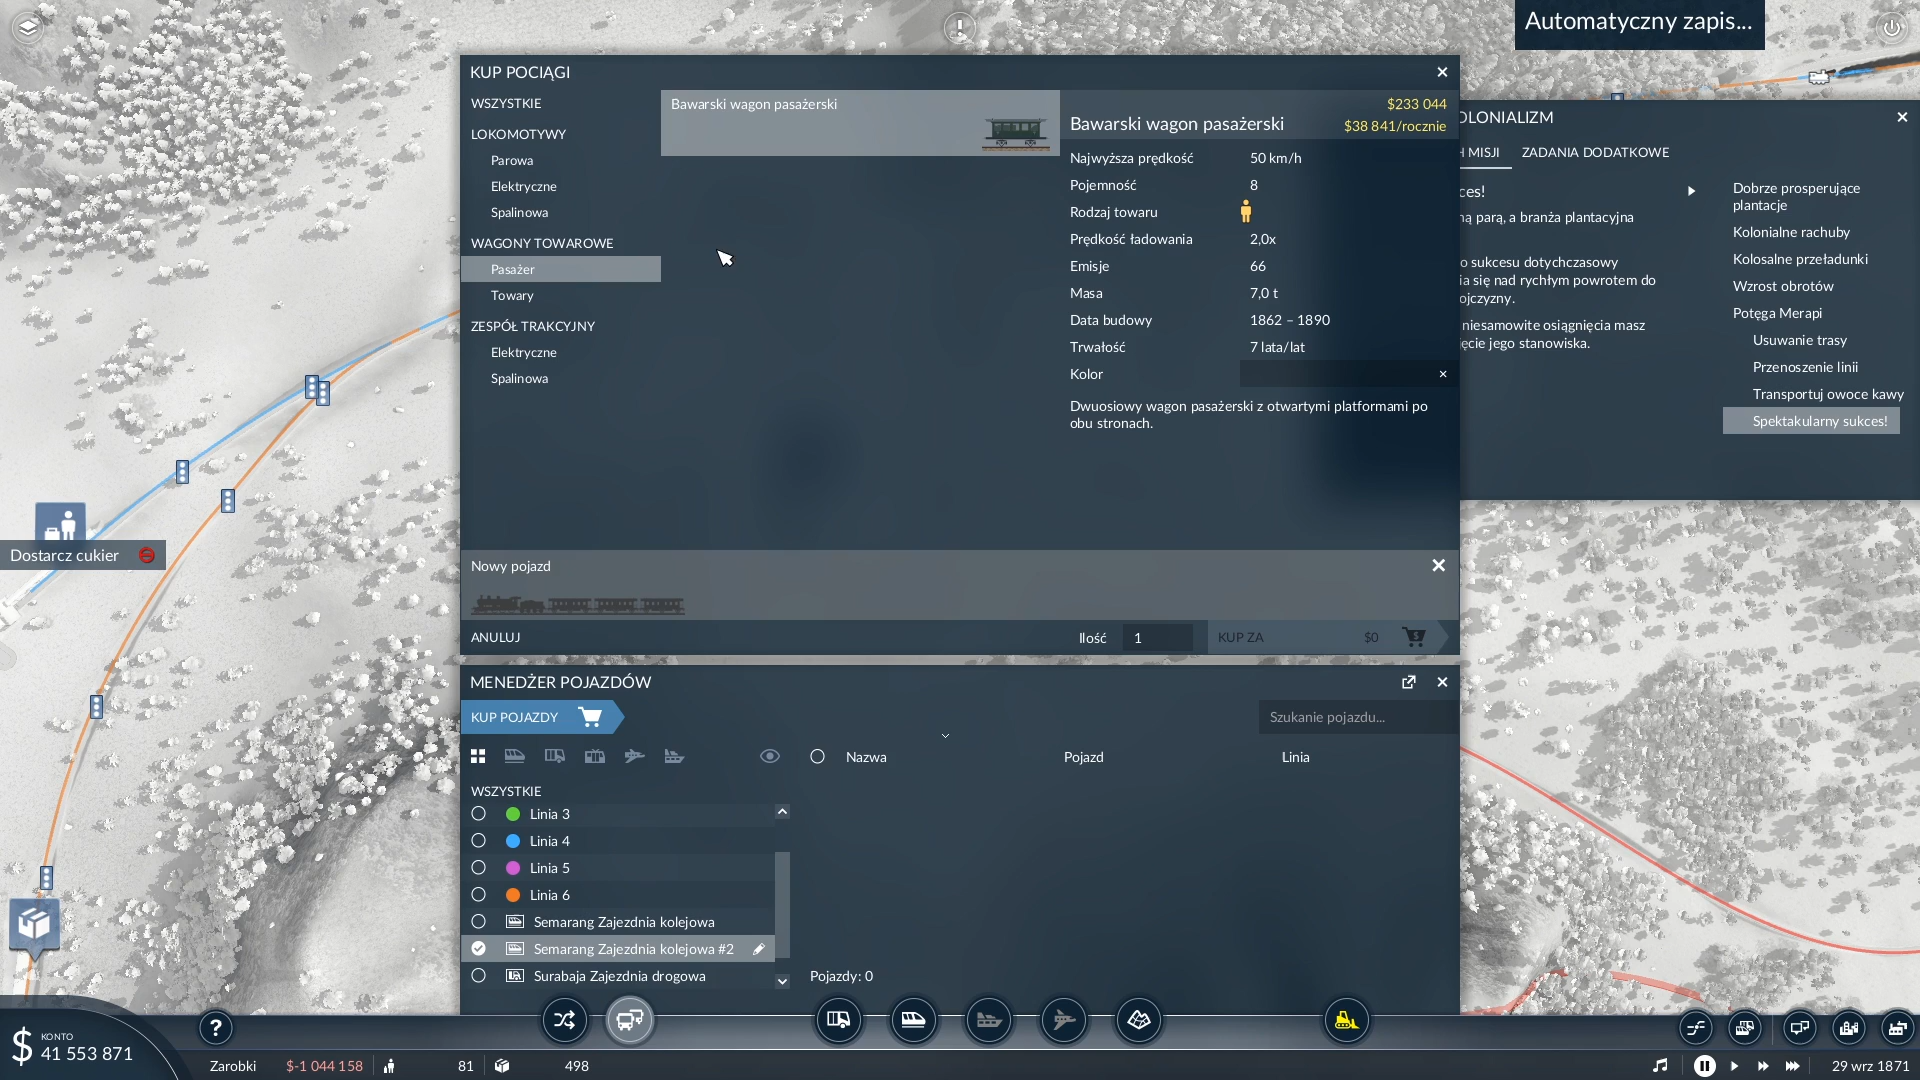 Automatyczny zapis...
KUP POCIĄGI
WSZYSTKIE
LOKOMOTYWY
Parowa
Elektryczne
Spalinowa
WAGONY TOWAROWE
Pasażer
Towary
ZESPÓŁ TRAKCYJNY
Elektryczne
Spalinowa
Bawarski wagon pasażerski
$233 044
Bawarski wagon pasażerski
$38 841/rocznie
Najwyższa prędkość 50 km/h
Pojemność 8
Rodzaj towaru
Prędkość ładowania 2,0x
Emisje 66
Masa 7,0 t
Data budowy 1862 – 1890
Trwałość 7 lata/lat
Kolor
Dwuosiowy wagon pasażerski z otwartymi platformami po
obu stronach.
OLONIALIZM
H MISJI ZADANIA DODATKOWE
ces!
ną parą, a branża plantacyjna
o sukcesu dotychczasowy
ia się nad rychłym powrotem do
ojczyzny.
niesamowite osiągnięcia masz
ęcie jego stanowiska.
Dobrze prosperujące
plantacje
Kolonialne rachuby
Kolosalne przeładunki
Wzrost obrotów
Potęga Merapi
Usuwanie trasy
Przenoszenie linii
Transportuj owoce kawy
Spektakularny sukces!
Dostarcz cukier
Nowy pojazd
ANULUJ
Ilość 1
KUP ZA $0
MENEDŻER POJAZDÓW
KUP POJAZDY
Szukanie pojazdu...
Nazwa Pojazd Linia
WSZYSTKIE
Linia 3
Linia 4
Linia 5
Linia 6
Semarang Zajezdnia kolejowa
Semarang Zajezdnia kolejowa #2
Surabaja Zajezdnia drogowa
Pojazdy: 0
$ KONTO
41 553 871
?
Zarobki $-1 044 158 81 498
29 wrz 1871